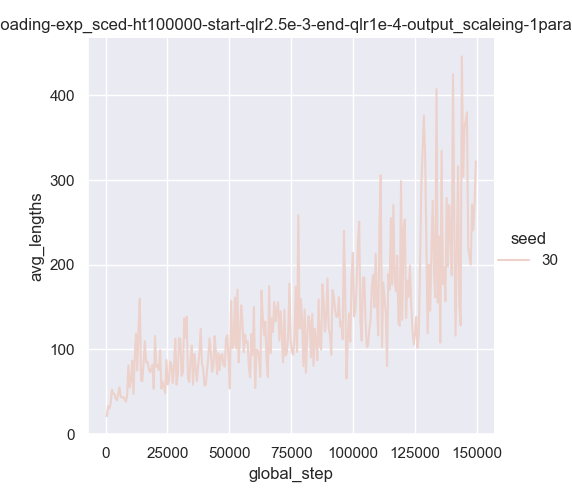 oading-exp_sced-ht100000-start-qlr2.5e-3-end-qlr1e-4-output_scaleing-1para
400
300
200
100
0
avg_lengths
0 25000 50000 75000 100000 125000 150000
global_step
seed
30